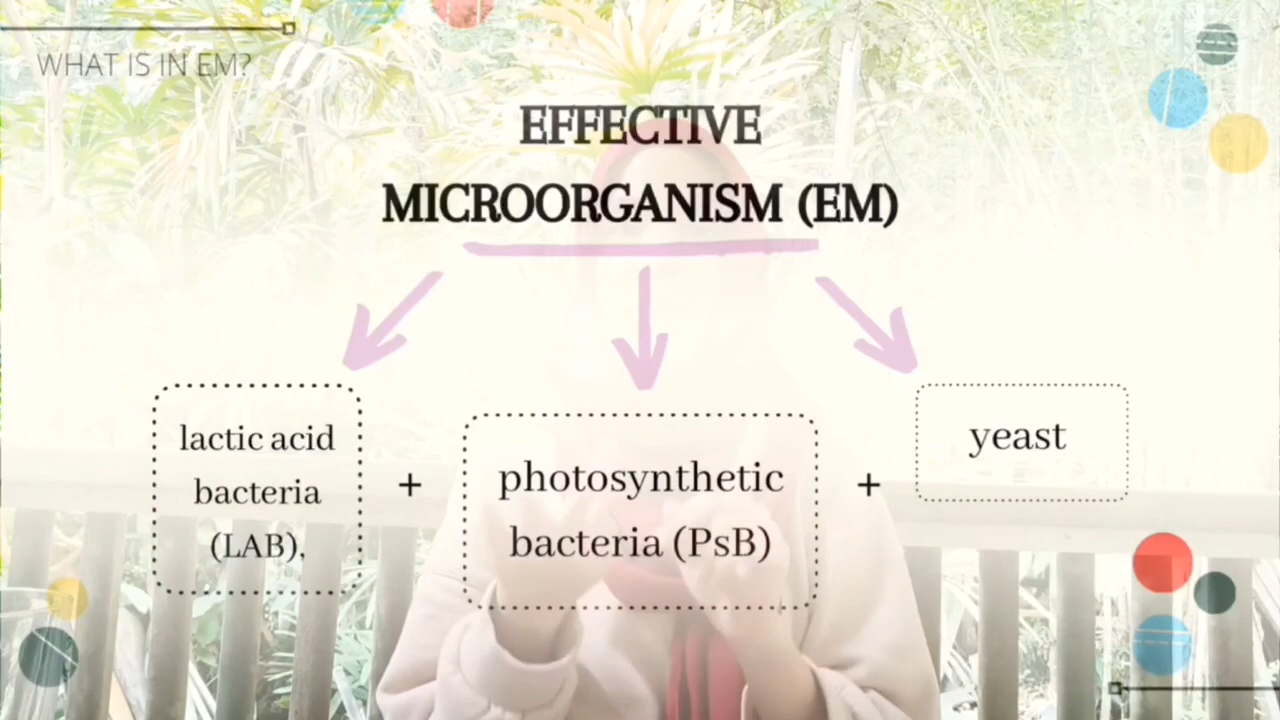 WHAT IS IN EM?
EFFECTIVE
MICROORGANISM (EM)
lactic acid
bacteria
(LAB),
+
photosynthetic
bacteria (PsB)
+
yeast